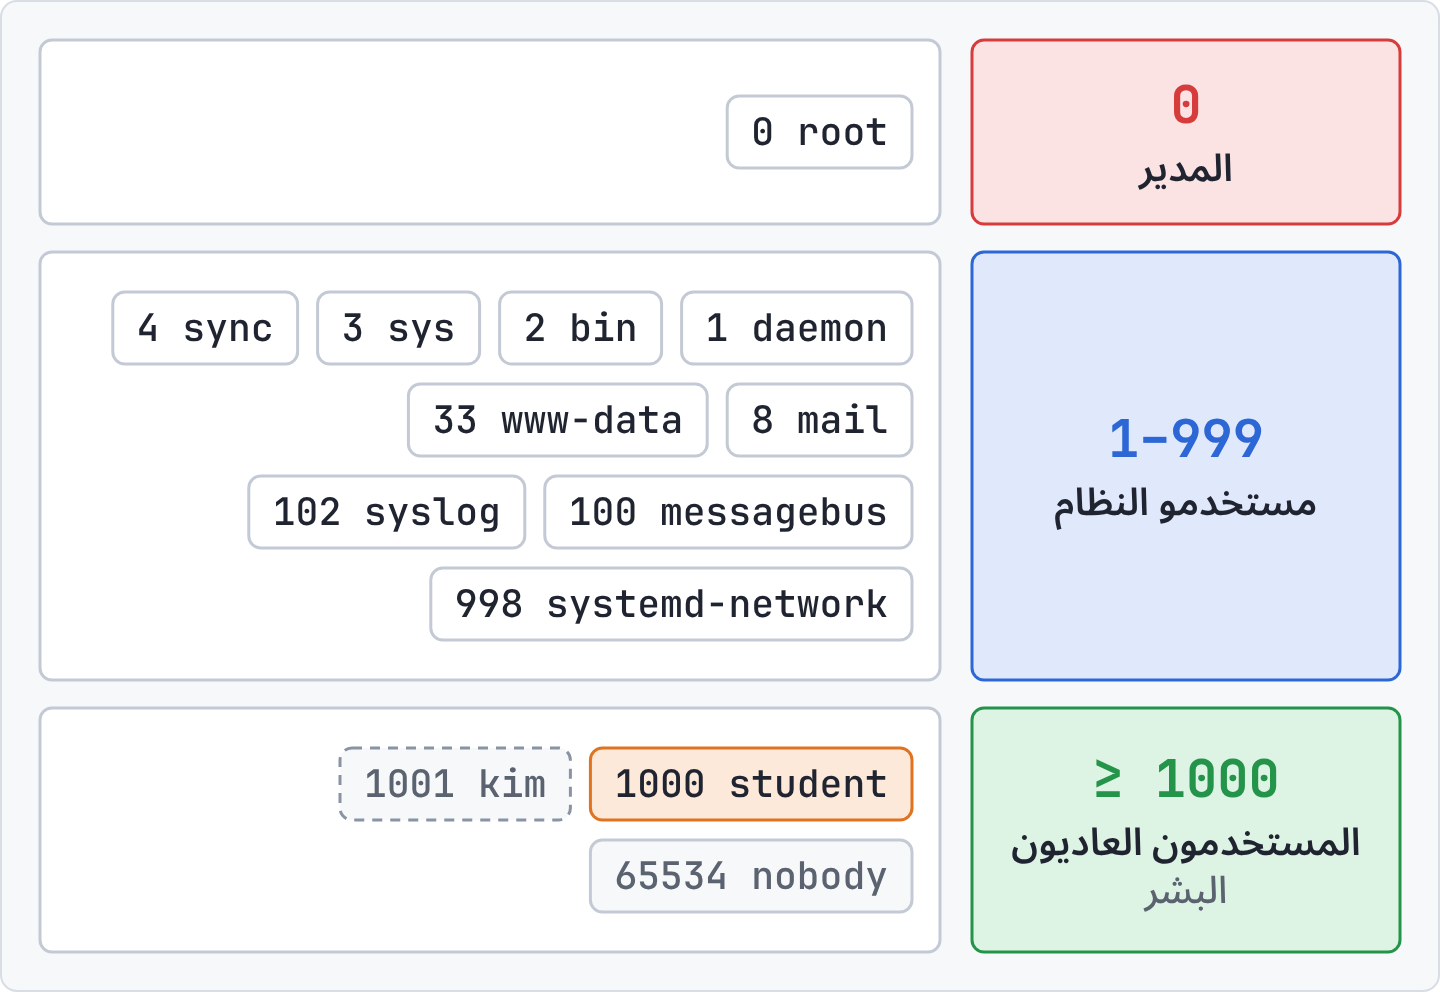 0
المدير
0 root
1–999
مستخدمو النظام
1 daemon
2 bin
3 sys
4 sync
8 mail
33 www-data
100 messagebus
102 syslog
998 systemd-network
≥ 1000
المستخدمون العاديون
البشر
1000 student
1001 kim
65534 nobody